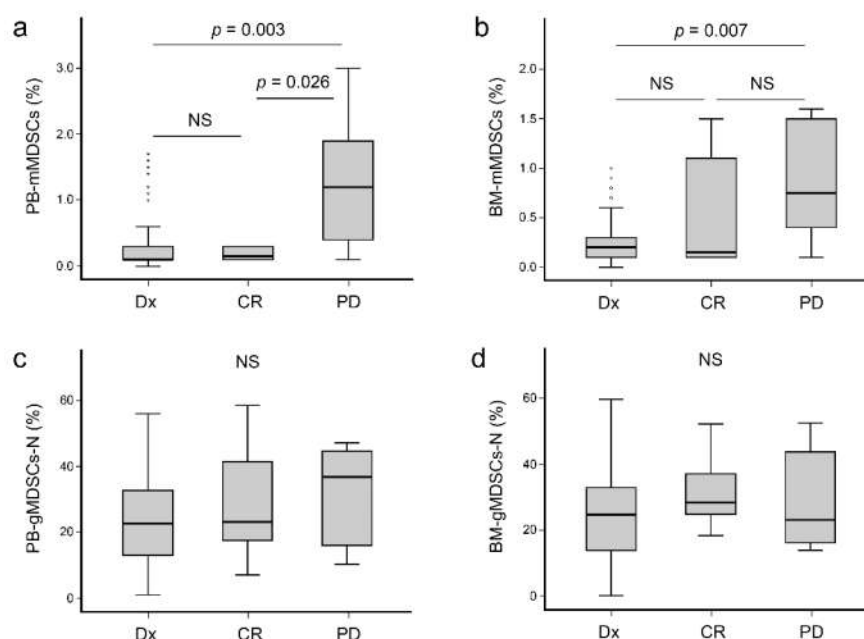 a
p = 0.003
p = 0.026
NS
PB-mMDSCs (%)
3.0
2.0
1.0
0.0
Dx CR PD
b
p = 0.007
NS NS
BM-mMDSCs (%)
2.0
1.5
1.0
0.5
0.0
Dx CR PD
c
NS
PB-gMDSCs-N (%)
60
40
20
0
Dx CR PD
d
NS
BM-gMDSCs-N (%)
60
40
20
0
Dx CR PD